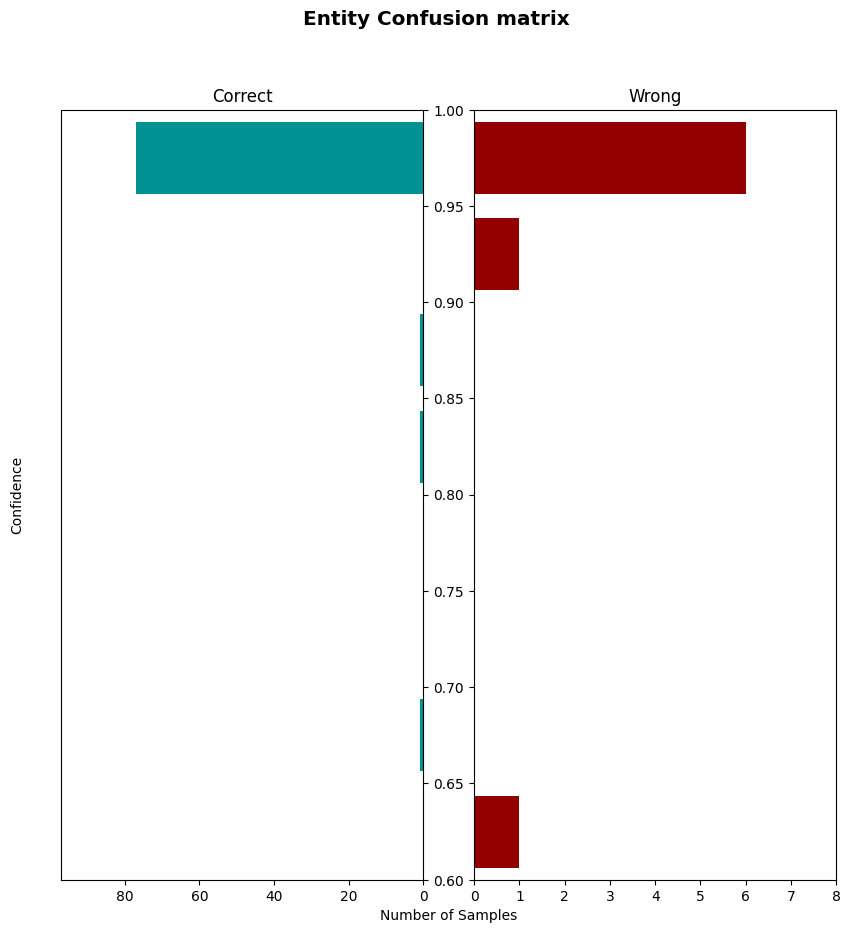 Entity Confusion matrix
Correct
Wrong
1.00
0.95
0.90
0.85
0.80
0.75
0.70
0.65
0.60
Confidence
80 60 40 20 0
0 1 2 3 4 5 6 7 8
Number of Samples